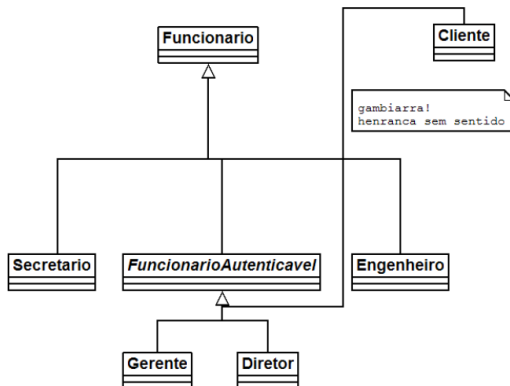 Funcionario
Cliente
gambiarra!
henranca sem sentido
Secretario
FuncionarioAutenticavel
Engenheiro
Gerente
Diretor